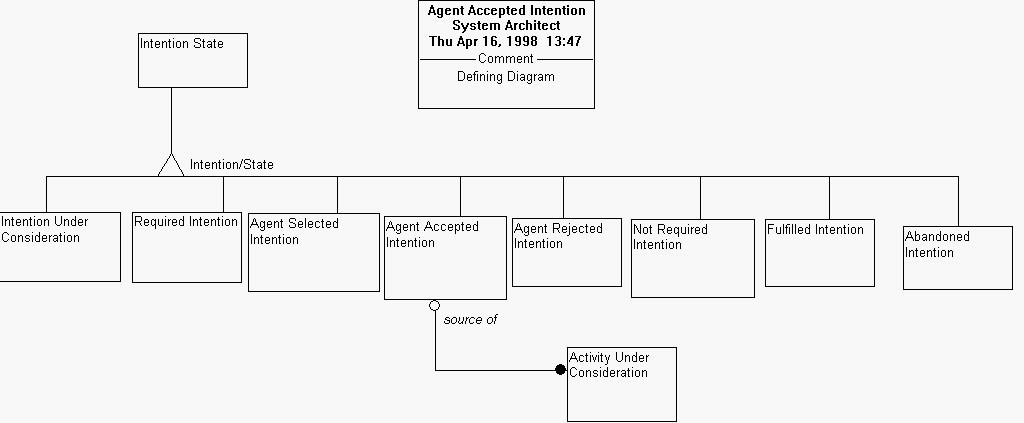 Agent Accepted Intention
System Architect
Thu Apr 16, 1998  13:47
Comment
Defining Diagram
Intention State
Intention/State
Intention Under
Consideration
Required Intention
Agent Selected
Intention
Agent Accepted
Intention
Agent Rejected
Intention
Not Required
Intention
Fulfilled Intention
Abandoned
Intention
source of
Activity Under
Consideration